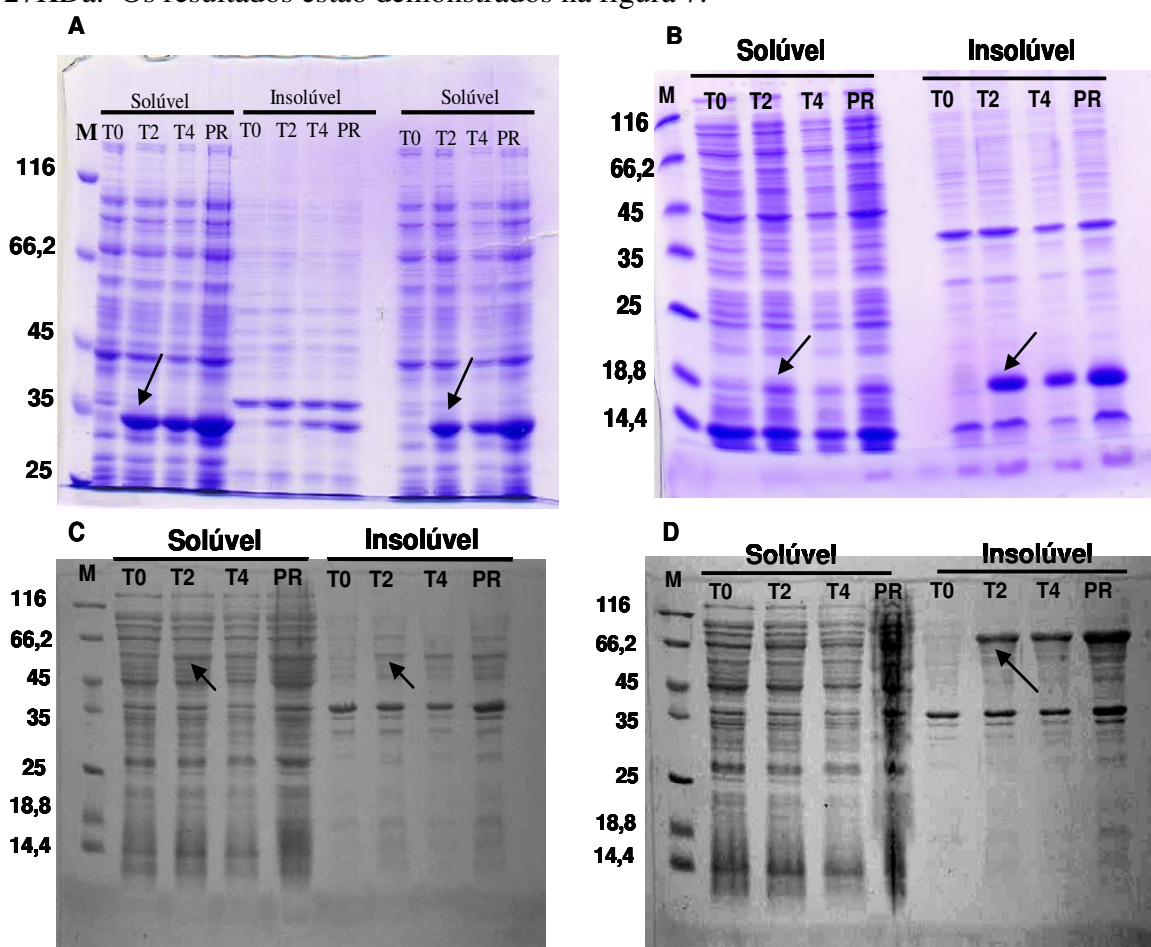 27KDa. Os resultados estão demonstrados na figura 7.
A
Solúvel Insolúvel Solúvel
M T0 T2 T4 PR T0 T2 T4 PR T0 T2 T4 PR
116
66,2
45
35
25
B
Solúvel Insolúvel
M T0 T2 T4 PR T0 T2 T4 PR
116
66,2
45
35
25
18,8
14,4
C
Solúvel Insolúvel
M T0 T2 T4 PR T0 T2 T4 PR
116
66,2
45
35
25
18,8
14,4
D
Solúvel Insolúvel
M T0 T2 T4 PR T0 T2 T4 PR
116
66,2
45
35
25
18,8
14,4